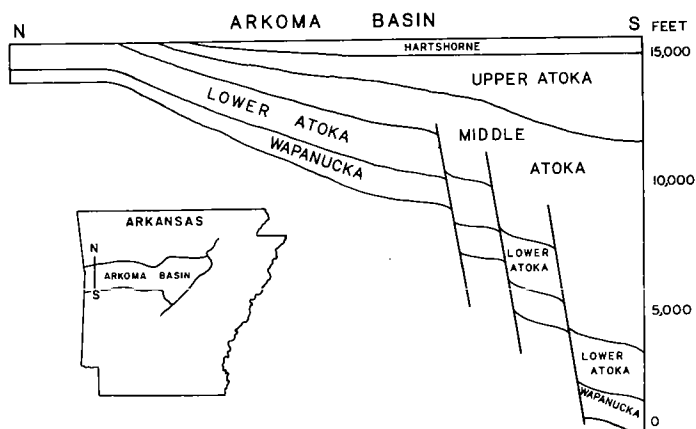 ARKOMA BASIN
N
S
FEET
HARTSHORNE
15,000
UPPER ATOKA
LOWER ATOKA
MIDDLE
WAPANUCKA
ATOKA
10,000
ARKANSAS
N
ARKOMA BASIN
S
LOWER
ATOKA
5,000
LOWER
ATOKA
WAPANUCKA
0